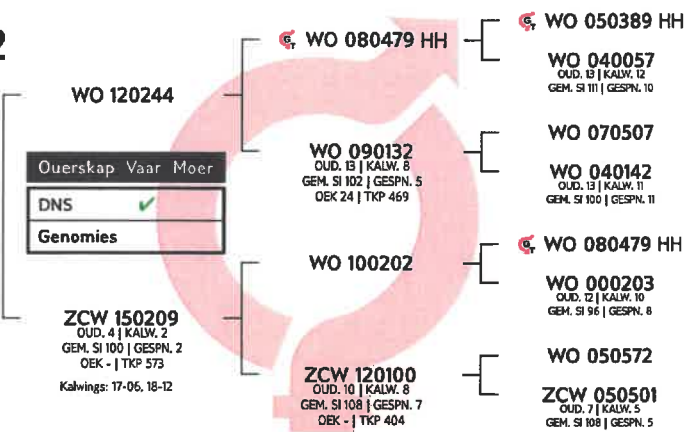 2
WO 120244
Ouerskap Vaar Moer
DNS ✓
Genomies
ZCW 150209
OUD. 4 | KALW. 2
GEM. SI 100 | GESPN. 2
OEK - | TKP 573
Kalwings: 17-06, 18-12
WO 080479 HH
WO 090132
OUD. 13 | KALW. 8
GEM. SI 102 | GESPN. 5
OEK 24 | TKP 469
WO 100202
ZCW 120100
OUD. 10 | KALW. 8
GEM. SI 108 | GESPN. 7
OEK - | TKP 404
WO 050389 HH
WO 040057
OUD. 13 | KALW. 12
GEM. SI 111 | GESPN. 10
WO 070507
WO 040142
OUD. 13 | KALW. 11
GEM. SI 100 | GESPN. 11
WO 080479 HH
WO 000203
OUD. 12 | KALW. 10
GEM. SI 96 | GESPN. 8
WO 050572
ZCW 050501
OUD. 7 | KALW. 5
GEM. SI 108 | GESPN. 5